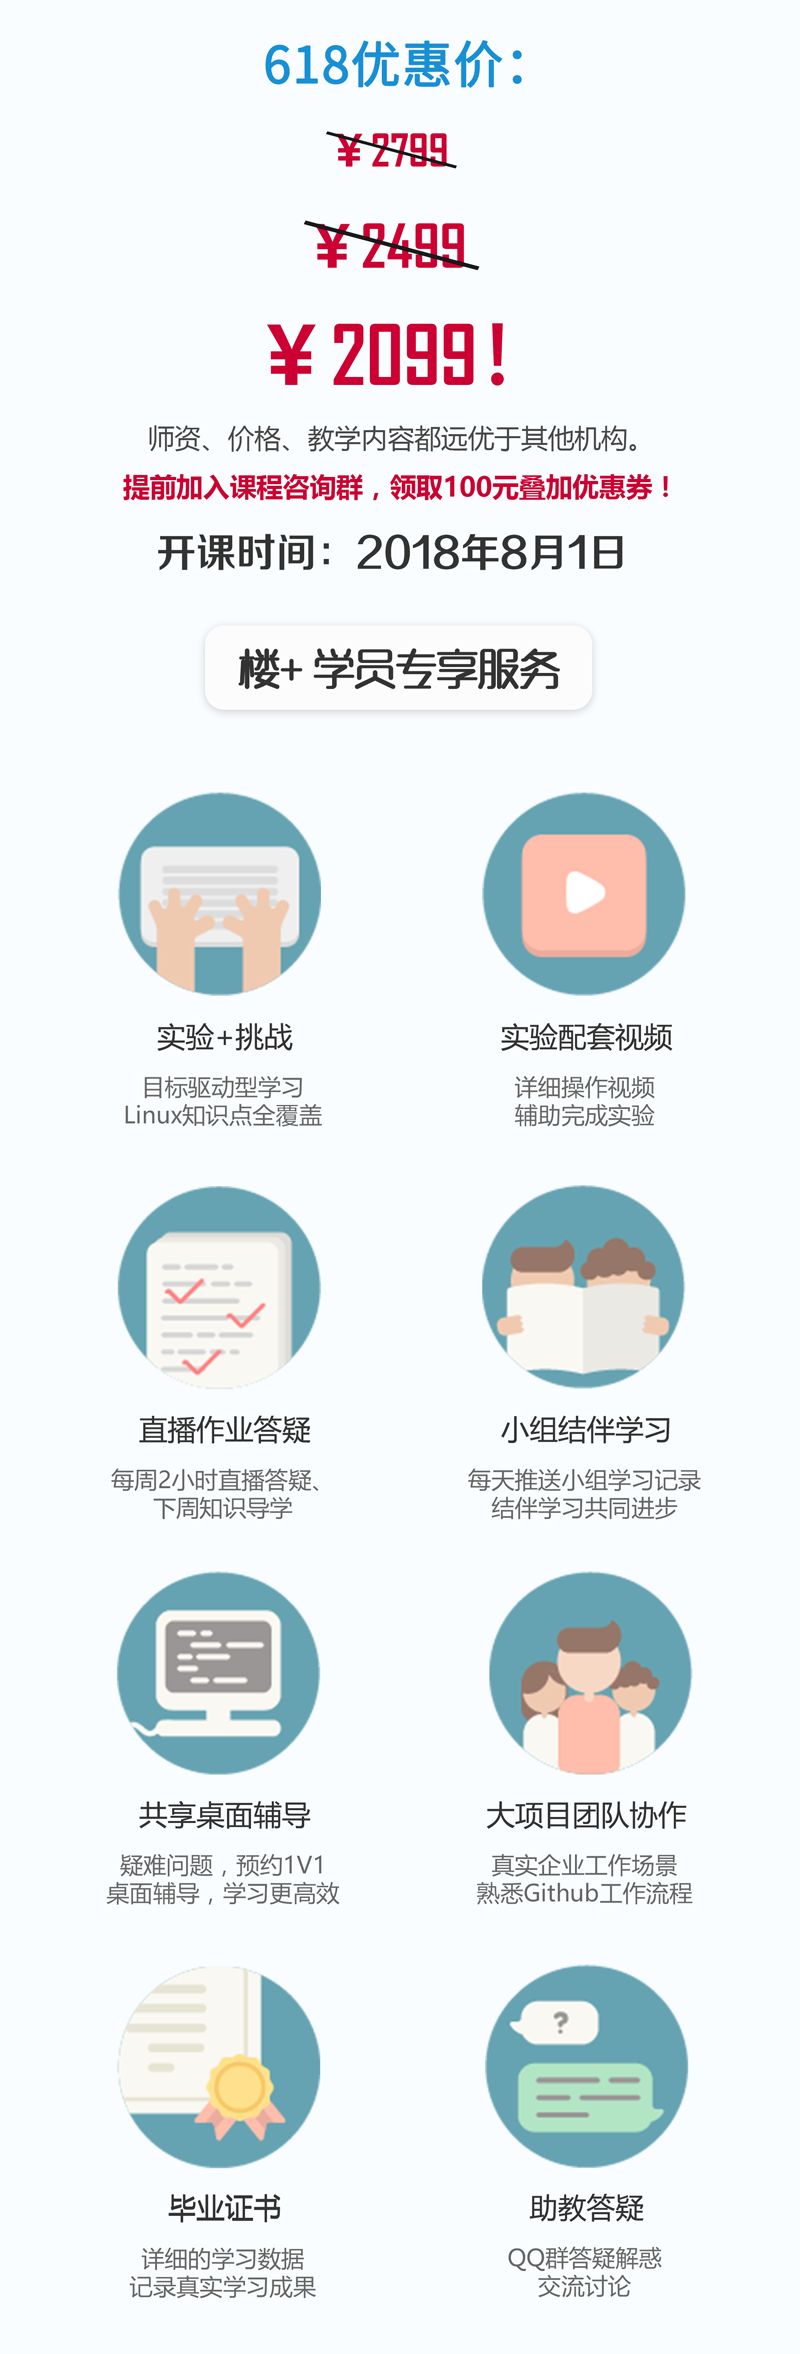 618优惠价：
￥2799
￥2499
￥2099！
师资、价格、教学内容都远优于其他机构。
提前加入课程咨询群，领取100元叠加优惠券！
开课时间：2018年8月1日
楼+ 学员专享服务
实验+挑战
目标驱动型学习
Linux知识点全覆盖
实验配套视频
详细操作视频
辅助完成实验
直播作业答疑
每周2小时直播答疑、
下周知识导学
小组结伴学习
每天推送小组学习记录
结伴学习共同进步
共享桌面辅导
疑难问题，预约1V1
桌面辅导，学习更高效
大项目团队协作
真实企业工作场景
熟悉Github工作流程
毕业证书
详细的学习数据
记录真实学习成果
?
助教答疑
QQ群答疑解惑
交流讨论